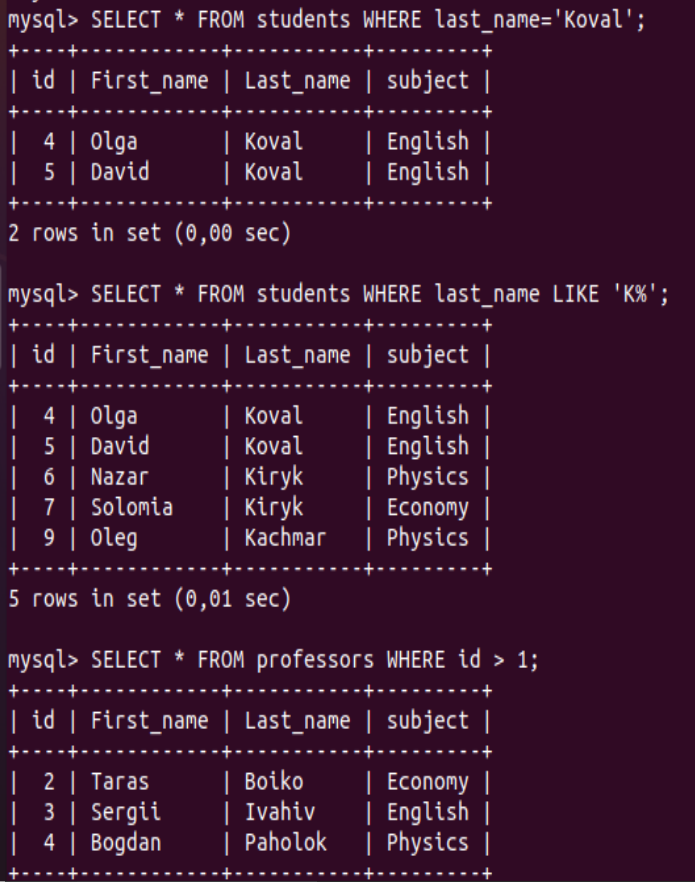 mysql> SELECT * FROM students WHERE last_name='Koval';
+----+------------+-----------+---------+
| id | First_name | Last_name | subject |
+----+------------+-----------+---------+
|  4 | Olga       | Koval     | English |
|  5 | David      | Koval     | English |
+----+------------+-----------+---------+
2 rows in set (0,00 sec)

mysql> SELECT * FROM students WHERE last_name LIKE 'K%';
+----+------------+-----------+---------+
| id | First_name | Last_name | subject |
+----+------------+-----------+---------+
|  4 | Olga       | Koval     | English |
|  5 | David      | Koval     | English |
|  6 | Nazar      | Kiryk     | Physics |
|  7 | Solomia    | Kiryk     | Economy |
|  9 | Oleg       | Kachmar   | Physics |
+----+------------+-----------+---------+
5 rows in set (0,01 sec)

mysql> SELECT * FROM professors WHERE id > 1;
+----+------------+-----------+---------+
| id | First_name | Last_name | subject |
+----+------------+-----------+---------+
|  2 | Taras      | Boiko     | Economy |
|  3 | Sergii     | Ivahiv    | English |
|  4 | Bogdan     | Paholok   | Physics |
+----+------------+-----------+---------+